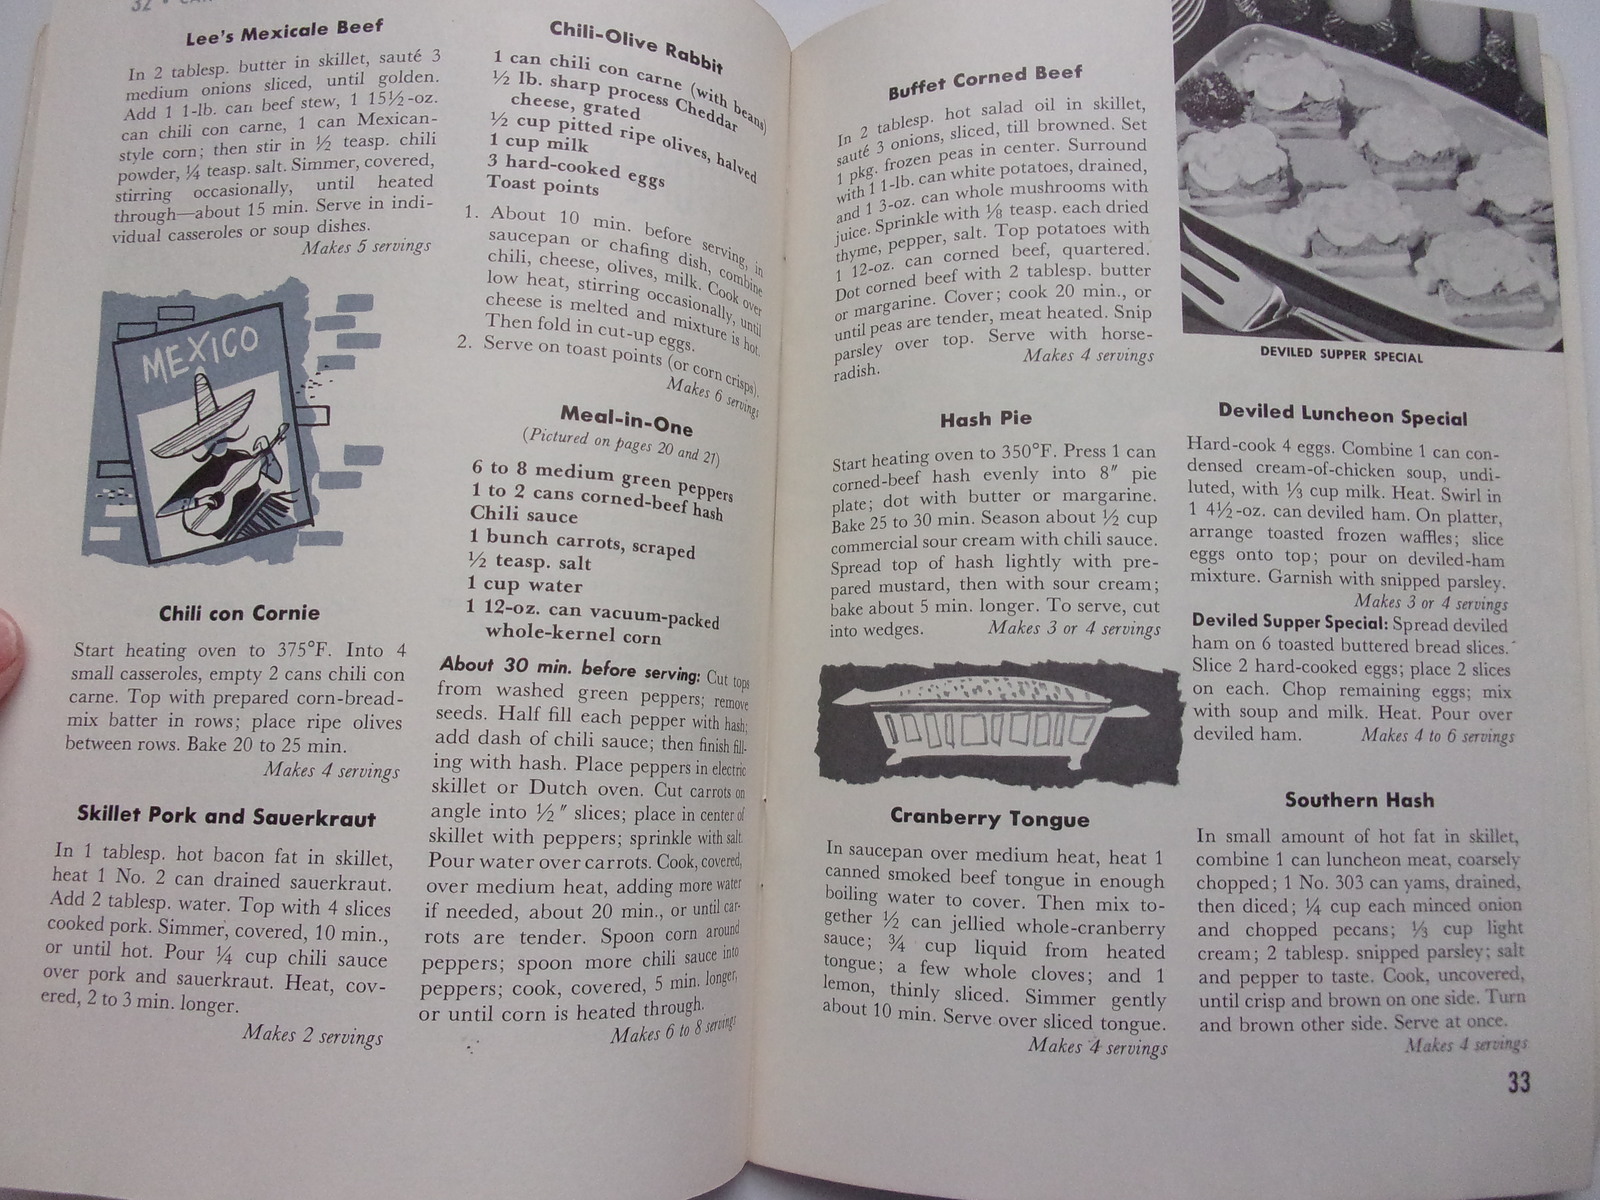 32 • CAN
Lee's Mexicale Beef
In 2 tablesp. butter in skillet, sauté 3
medium onions sliced, until golden.
Add 1 1-lb. can beef stew, 1 15½-oz.
can chili con carne, 1 can Mexican-
style corn; then stir in ½ teasp. chili
powder, ¼ teasp. salt. Simmer, covered,
stirring occasionally, until heated
through—about 15 min. Serve in indi-
vidual casseroles or soup dishes.
Makes 5 servings
MEXICO
Chili con Cornie
Start heating oven to 375°F. Into 4
small casseroles, empty 2 cans chili con
carne. Top with prepared corn-bread-
mix batter in rows; place ripe olives
between rows. Bake 20 to 25 min.
Makes 4 servings
Skillet Pork and Sauerkraut
In 1 tablesp. hot bacon fat in skillet,
heat 1 No. 2 can drained sauerkraut.
Add 2 tablesp. water. Top with 4 slices
cooked pork. Simmer, covered, 10 min.,
or until hot. Pour ¼ cup chili sauce
over pork and sauerkraut. Heat, cov-
ered, 2 to 3 min. longer.
Makes 2 servings
Chili-Olive Rabbit
1 can chili con carne (with beans)
½ lb. sharp process Cheddar
cheese, grated
½ cup pitted ripe olives, halved
1 cup milk
3 hard-cooked eggs
Toast points
1. About 10 min. before serving, in
saucepan or chafing dish, combine
chili, cheese, olives, milk. Cook over
low heat, stirring occasionally, until
cheese is melted and mixture is hot.
Then fold in cut-up eggs.
2. Serve on toast points (or corn crisps).
Makes 6 servings
Meal-in-One
(Pictured on pages 20 and 21)
6 to 8 medium green peppers
1 to 2 cans corned-beef hash
Chili sauce
1 bunch carrots, scraped
½ teasp. salt
1 cup water
1 12-oz. can vacuum-packed
whole-kernel corn
About 30 min. before serving: Cut tops
from washed green peppers; remove
seeds. Half fill each pepper with hash;
add dash of chili sauce; then finish fill-
ing with hash. Place peppers in electric
skillet or Dutch oven. Cut carrots on
angle into ½" slices; place in center of
skillet with peppers; sprinkle with salt.
Pour water over carrots. Cook, covered,
over medium heat, adding more water
if needed, about 20 min., or until car-
rots are tender. Spoon corn around
peppers; spoon more chili sauce into
peppers; cook, covered, 5 min. longer,
or until corn is heated through.
Makes 6 to 8 servings
Buffet Corned Beef
In 2 tablesp. hot salad oil in skillet,
sauté 3 onions, sliced, till browned. Set
1 pkg. frozen peas in center. Surround
with 1 1-lb. can white potatoes, drained,
and 1 3-oz. can whole mushrooms with
juice. Sprinkle with ⅛ teasp. each dried
thyme, pepper, salt. Top potatoes with
1 12-oz. can corned beef, quartered.
Dot corned beef with 2 tablesp. butter
or margarine. Cover; cook 20 min., or
until peas are tender, meat heated. Snip
parsley over top. Serve with horse-
radish.
Makes 4 servings
Hash Pie
Start heating oven to 350°F. Press 1 can
corned-beef hash evenly into 8" pie
plate; dot with butter or margarine.
Bake 25 to 30 min. Season about ½ cup
commercial sour cream with chili sauce.
Spread top of hash lightly with pre-
pared mustard, then with sour cream;
bake about 5 min. longer. To serve, cut
into wedges. Makes 3 or 4 servings
Cranberry Tongue
In saucepan over medium heat, heat 1
canned smoked beef tongue in enough
boiling water to cover. Then mix to-
gether ½ can jellied whole-cranberry
sauce; ¾ cup liquid from heated
tongue; a few whole cloves; and 1
lemon, thinly sliced. Simmer gently
about 10 min. Serve over sliced tongue.
Makes 4 servings
DEVILED SUPPER SPECIAL
Deviled Luncheon Special
Hard-cook 4 eggs. Combine 1 can con-
densed cream-of-chicken soup, undi-
luted, with ⅓ cup milk. Heat. Swirl in
1 4½-oz. can deviled ham. On platter,
arrange toasted frozen waffles; slice
eggs onto top; pour on deviled-ham
mixture. Garnish with snipped parsley.
Makes 3 or 4 servings
Deviled Supper Special: Spread deviled
ham on 6 toasted buttered bread slices.
Slice 2 hard-cooked eggs; place 2 slices
on each. Chop remaining eggs; mix
with soup and milk. Heat. Pour over
deviled ham. Makes 4 to 6 servings
Southern Hash
In small amount of hot fat in skillet,
combine 1 can luncheon meat, coarsely
chopped; 1 No. 303 can yams, drained,
then diced; ¼ cup each minced onion
and chopped pecans; ⅓ cup light
cream; 2 tablesp. snipped parsley; salt
and pepper to taste. Cook, uncovered,
until crisp and brown on one side. Turn
and brown other side. Serve at once.
Makes 4 servings
33